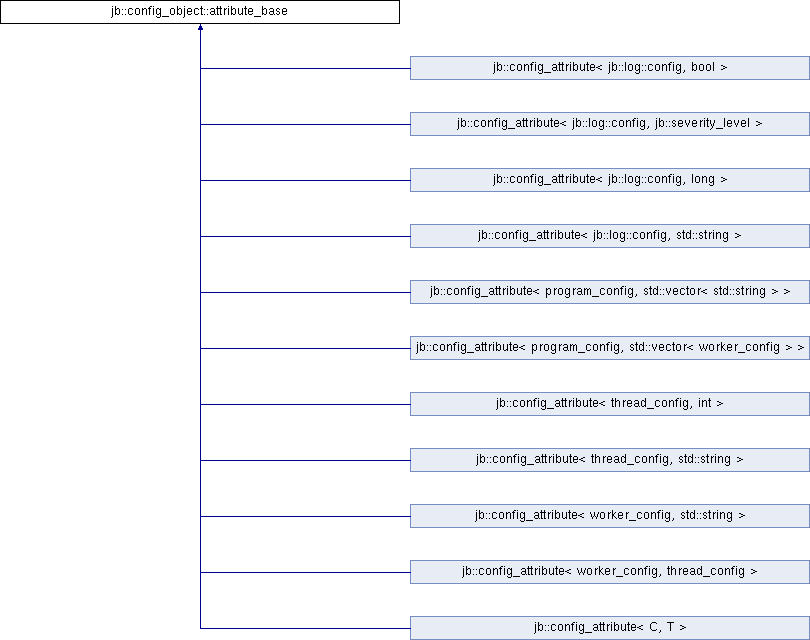 jb::config_object::attribute_base
jb::config_attribute< jb::log::config, bool >
jb::config_attribute< jb::log::config, jb::severity_level >
jb::config_attribute< jb::log::config, long >
jb::config_attribute< jb::log::config, std::string >
jb::config_attribute< program_config, std::vector< std::string > >
jb::config_attribute< program_config, std::vector< worker_config > >
jb::config_attribute< thread_config, int >
jb::config_attribute< thread_config, std::string >
jb::config_attribute< worker_config, std::string >
jb::config_attribute< worker_config, thread_config >
jb::config_attribute< C, T >